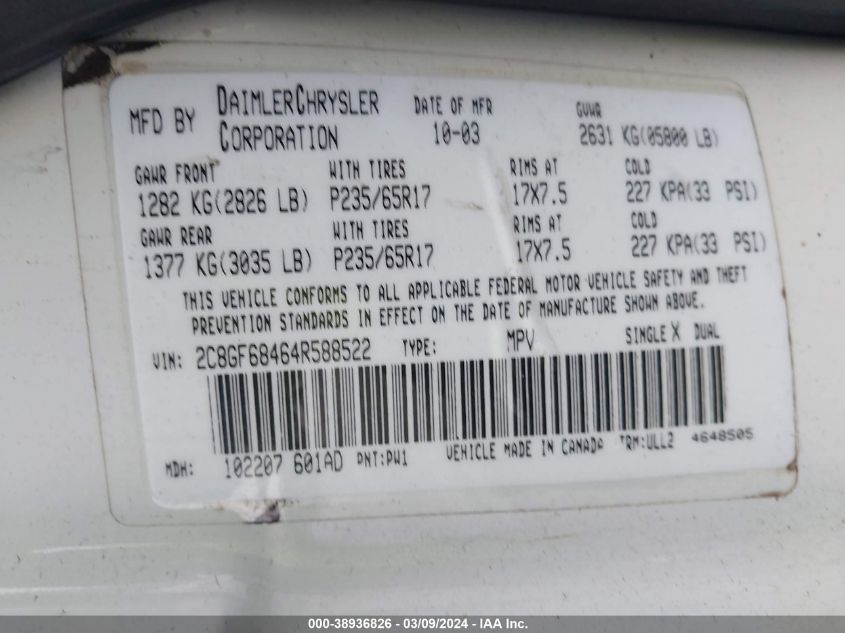 MFD BY DAIMLERCHRYSLER CORPORATION DATE OF MFR 10-03 GVWR 2631 KG(05800 LB)
GAWR FRONT WITH TIRES RIMS AT COLD
1282 KG(2826 LB) P235/65R17 17X7.5 227 KPA(33 PSI)
GAWR REAR WITH TIRES RIMS AT COLD
1377 KG(3035 LB) P235/65R17 17X7.5 227 KPA(33 PSI)
THIS VEHICLE CONFORMS TO ALL APPLICABLE FEDERAL MOTOR VEHICLE SAFETY AND THEFT
PREVENTION STANDARDS IN EFFECT ON THE DATE OF MANUFACTURE SHOWN ABOVE.
VIN: 2C8GF68464R588522 TYPE: MPV SINGLE X DUAL
MDH: 102207 601AD PNT:PW1 VEHICLE MADE IN CANADA TRM:ULL2 4648505
000-38936826 - 03/09/2024 - IAAI.com